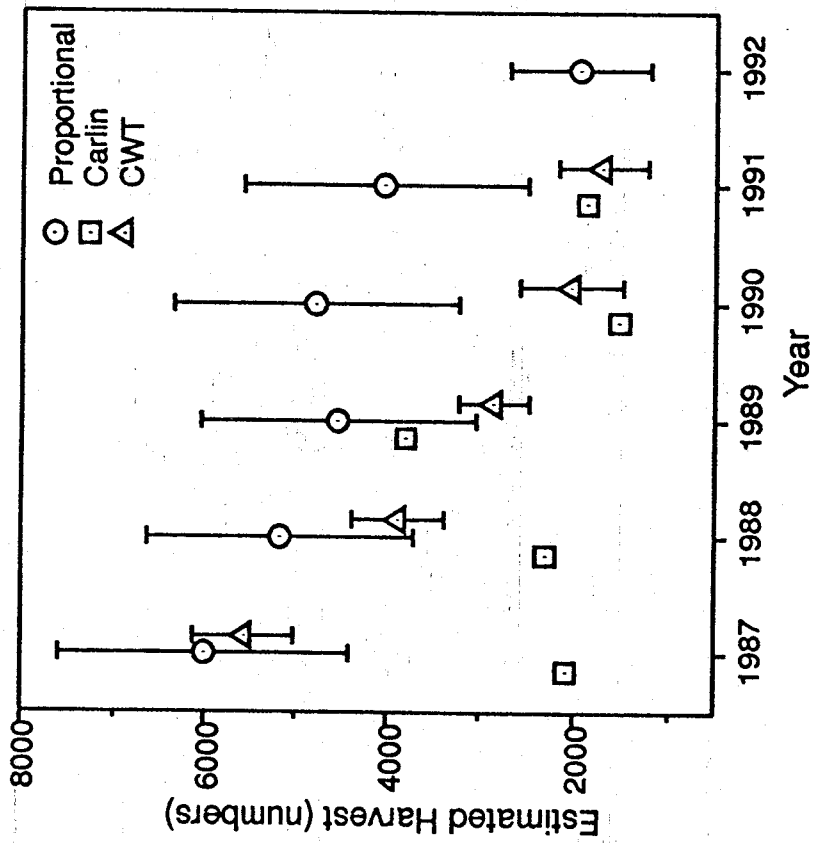 Proportional
Carlin
CWT
8000
6000
4000
2000
Estimated Harvest (numbers)
1987
1988
1989
1990
1991
1992
Year